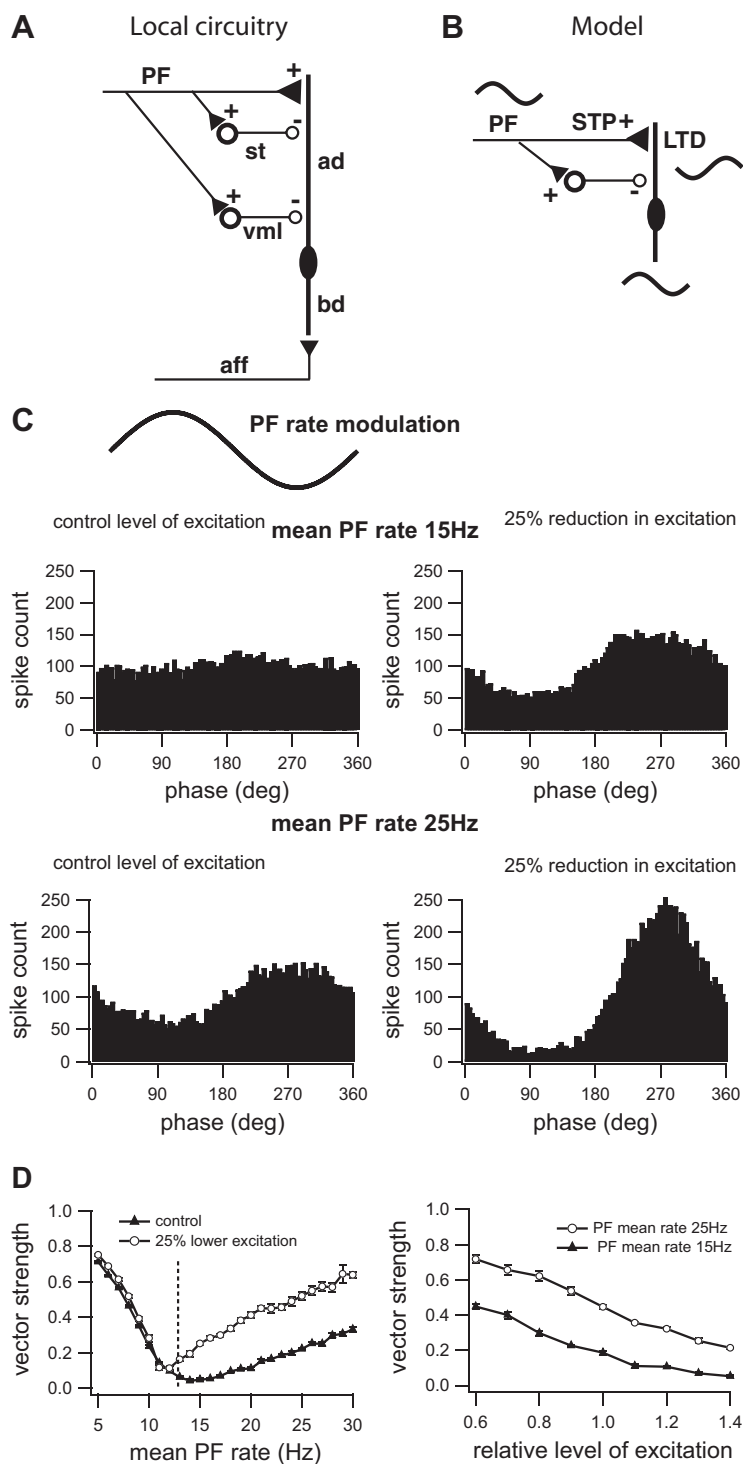 A Local circuitry
B Model
PF
+
+
-
st
ad
+
-
vml
bd
aff
PF
STP+
LTD
+
-
C
PF rate modulation
control level of excitation
mean PF rate 15Hz
25% reduction in excitation
250
200
150
100
50
0
spike count
0 90 180 270 360
phase (deg)
250
200
150
100
50
0
spike count
0 90 180 270 360
phase (deg)
mean PF rate 25Hz
control level of excitation
25% reduction in excitation
250
200
150
100
50
0
spike count
0 90 180 270 360
phase (deg)
250
200
150
100
50
0
spike count
0 90 180 270 360
phase (deg)
D
1.0
0.8
0.6
0.4
0.2
0.0
vector strength
control
25% lower excitation
5 10 15 20 25 30
mean PF rate (Hz)
1.0
0.8
0.6
0.4
0.2
0.0
vector strength
PF mean rate 25Hz
PF mean rate 15Hz
0.6 0.8 1.0 1.2 1.4
relative level of excitation